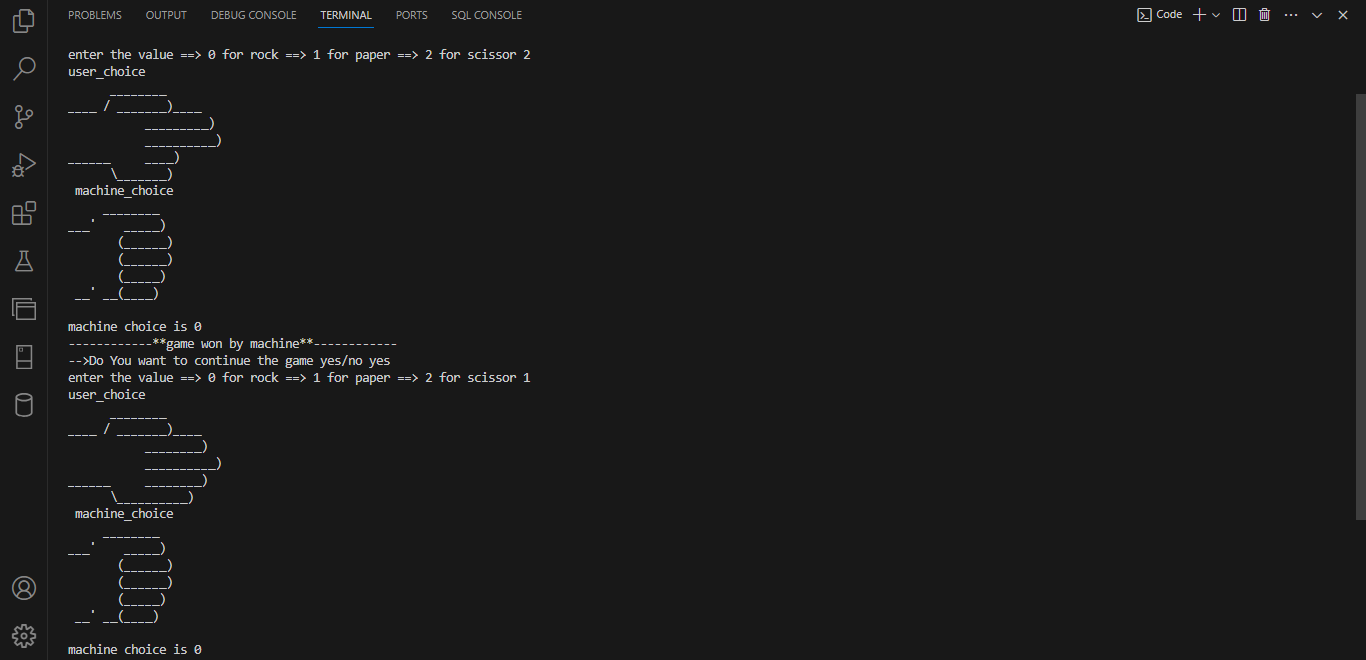 PROBLEMS OUTPUT DEBUG CONSOLE TERMINAL PORTS SQL CONSOLE Code
enter the value ==> 0 for rock ==> 1 for paper ==> 2 for scissor 2
user_choice
      ________
____ / _______)____
           _________)
           __________)
______     ____)
      \_______)
 machine_choice
     ________
___'    _____)
       (______)
       (______)
       (_____)
 __' __(____)
machine choice is 0
------------**game won by machine**------------
-->Do You want to continue the game yes/no yes
enter the value ==> 0 for rock ==> 1 for paper ==> 2 for scissor 1
user_choice
      ________
____ / _______)____
           ________)
           __________)
______     ________)
      \__________)
 machine_choice
     ________
___'    _____)
       (______)
       (______)
       (_____)
 __' __(____)
machine choice is 0